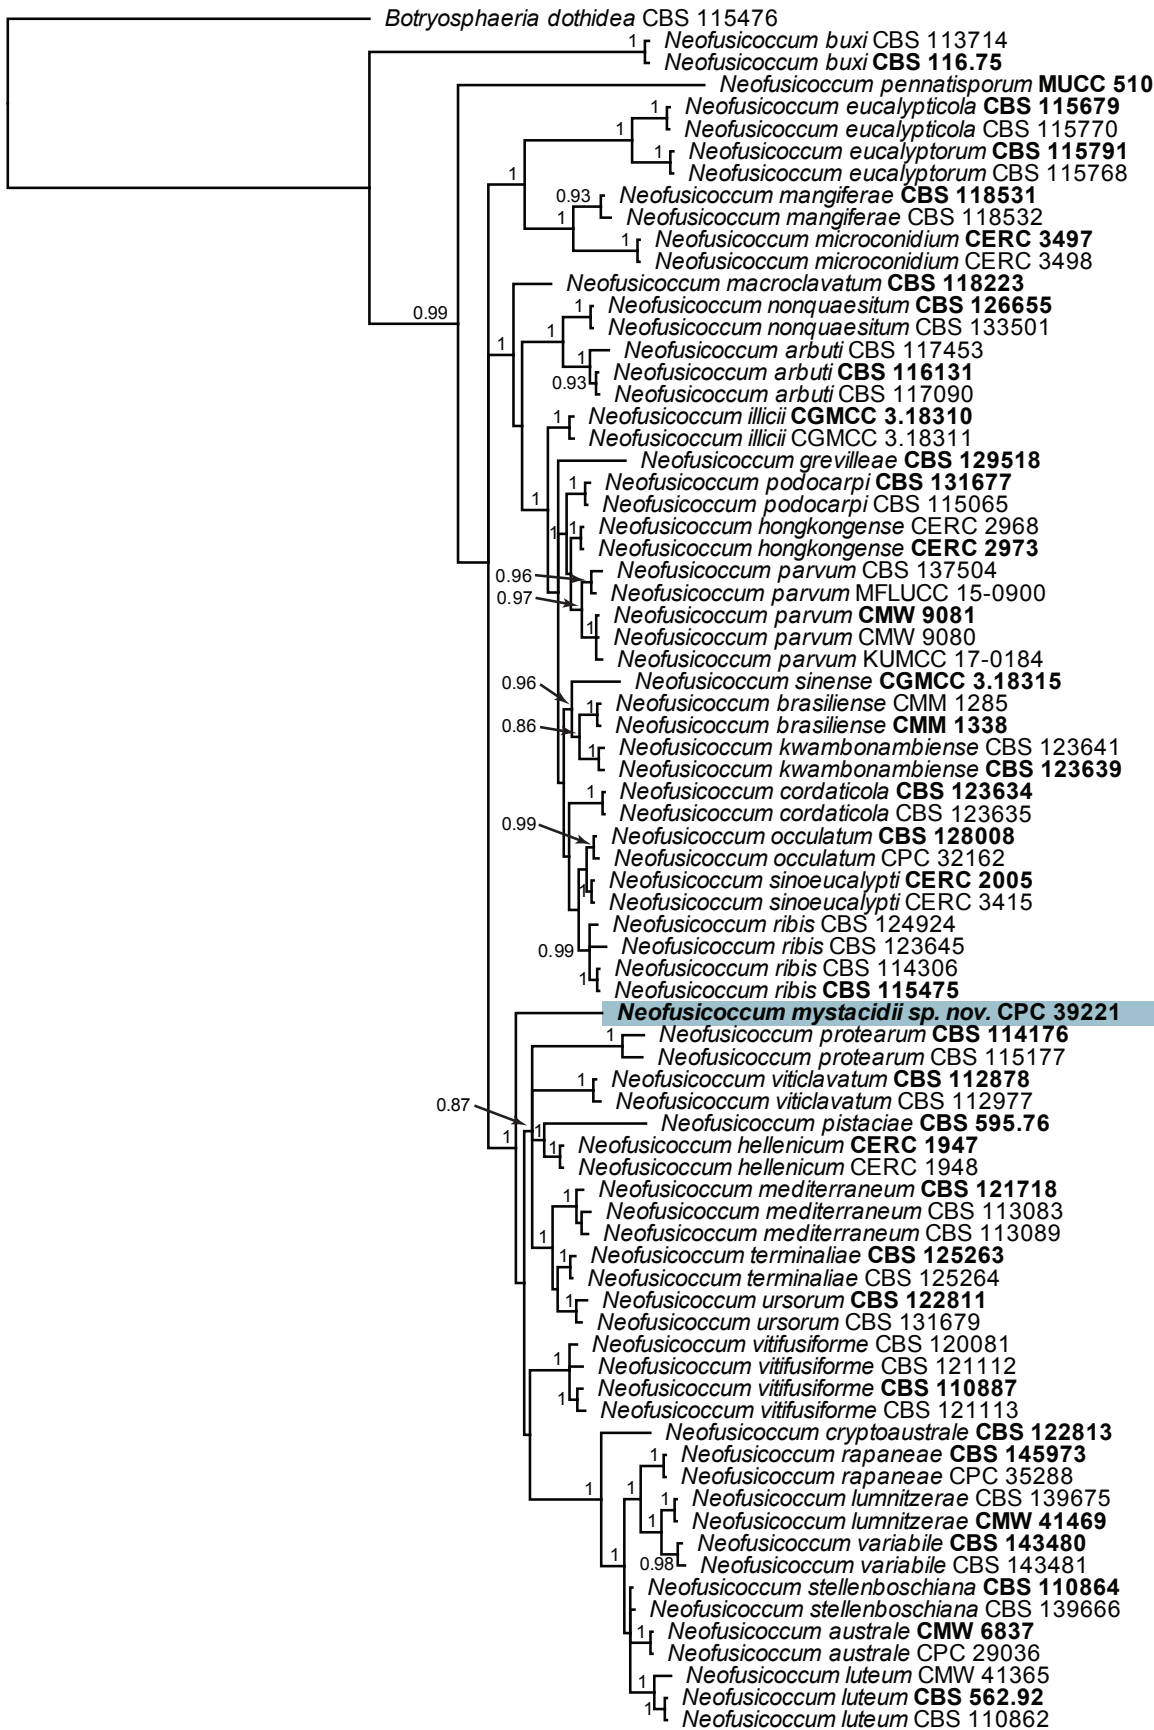 Botryosphaeria dothidea CBS 115476
1 Neofusicoccum buxi CBS 113714
Neofusicoccum buxi CBS 116.75
Neofusicoccum pennatisporum MUCC 510
1 Neofusicoccum eucalypticola CBS 115679
1 Neofusicoccum eucalypticola CBS 115770
1 Neofusicoccum eucalyptorum CBS 115791
1 Neofusicoccum eucalyptorum CBS 115768
0.93 Neofusicoccum mangiferae CBS 118531
1 Neofusicoccum mangiferae CBS 118532
1 Neofusicoccum microconidium CERC 3497
Neofusicoccum microconidium CERC 3498
Neofusicoccum macroclavatum CBS 118223
0.99 1 Neofusicoccum nonquaesitum CBS 126655
1 Neofusicoccum nonquaesitum CBS 133501
1 1 Neofusicoccum arbuti CBS 117453
Neofusicoccum arbuti CBS 116131
0.93 Neofusicoccum arbuti CBS 117090
1 Neofusicoccum illicii CGMCC 3.18310
Neofusicoccum illicii CGMCC 3.18311
Neofusicoccum grevilleae CBS 129518
1 Neofusicoccum podocarpi CBS 131677
1 Neofusicoccum podocarpi CBS 115065
1 1 Neofusicoccum hongkongense CERC 2968
Neofusicoccum hongkongense CERC 2973
0.96 Neofusicoccum parvum CBS 137504
0.97 Neofusicoccum parvum MFLUCC 15-0900
1 Neofusicoccum parvum CMW 9081
Neofusicoccum parvum CMW 9080
Neofusicoccum parvum KUMCC 17-0184
0.96 Neofusicoccum sinense CGMCC 3.18315
1 Neofusicoccum brasiliense CMM 1285
0.86 Neofusicoccum brasiliense CMM 1338
1 Neofusicoccum kwambonambiense CBS 123641
Neofusicoccum kwambonambiense CBS 123639
1 Neofusicoccum cordaticola CBS 123634
Neofusicoccum cordaticola CBS 123635
0.99 Neofusicoccum occulatum CBS 128008
Neofusicoccum occulatum CPC 32162
1 Neofusicoccum sinoeucalypti CERC 2005
Neofusicoccum sinoeucalypti CERC 3415
Neofusicoccum ribis CBS 124924
0.99 Neofusicoccum ribis CBS 123645
Neofusicoccum ribis CBS 114306
1 Neofusicoccum ribis CBS 115475
Neofusicoccum mystacidii sp. nov. CPC 39221
1 Neofusicoccum protearum CBS 114176
Neofusicoccum protearum CBS 115177
1 Neofusicoccum viticlavatum CBS 112878
0.87 Neofusicoccum viticlavatum CBS 112977
1 1 Neofusicoccum pistaciae CBS 595.76
1 Neofusicoccum hellenicum CERC 1947
Neofusicoccum hellenicum CERC 1948
1 Neofusicoccum mediterraneum CBS 121718
Neofusicoccum mediterraneum CBS 113083
1 Neofusicoccum mediterraneum CBS 113089
1 Neofusicoccum terminaliae CBS 125263
Neofusicoccum terminaliae CBS 125264
1 Neofusicoccum ursorum CBS 122811
Neofusicoccum ursorum CBS 131679
1 Neofusicoccum vitifusiforme CBS 120081
Neofusicoccum vitifusiforme CBS 121112
1 Neofusicoccum vitifusiforme CBS 110887
Neofusicoccum vitifusiforme CBS 121113
Neofusicoccum cryptoaustrale CBS 122813
1 Neofusicoccum rapaneae CBS 145973
1 1 Neofusicoccum rapaneae CPC 35288
1 Neofusicoccum lumnitzerae CBS 139675
1 Neofusicoccum lumnitzerae CMW 41469
Neofusicoccum variabile CBS 143480
1 0.98 Neofusicoccum variabile CBS 143481
Neofusicoccum stellenboschiana CBS 110864
Neofusicoccum stellenboschiana CBS 139666
1 Neofusicoccum australe CMW 6837
Neofusicoccum australe CPC 29036
1 Neofusicoccum luteum CMW 41365
1 Neofusicoccum luteum CBS 562.92
Neofusicoccum luteum CBS 110862